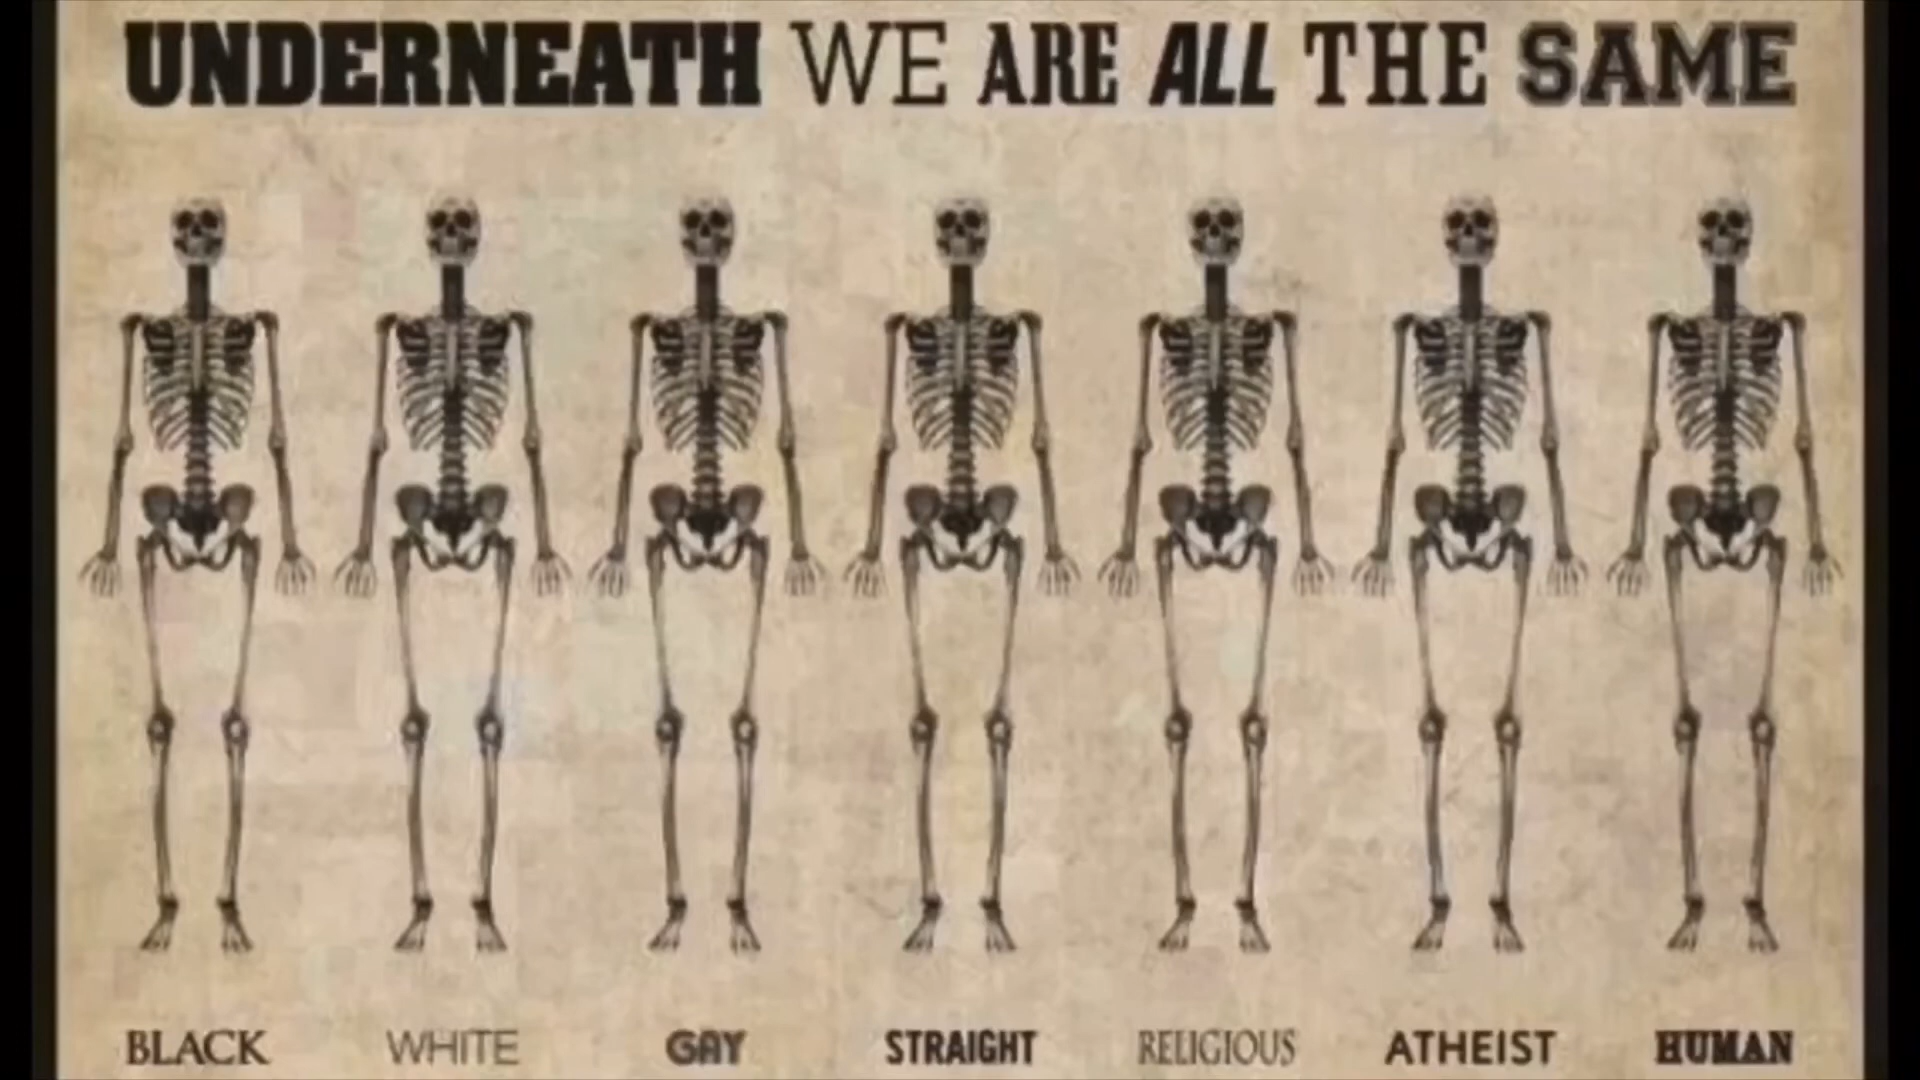 UNDERNEATH WE ARE ALL THE SAME
BLACK WHITE GAY STRAIGHT RELIGIOUS ATHEIST HUMAN